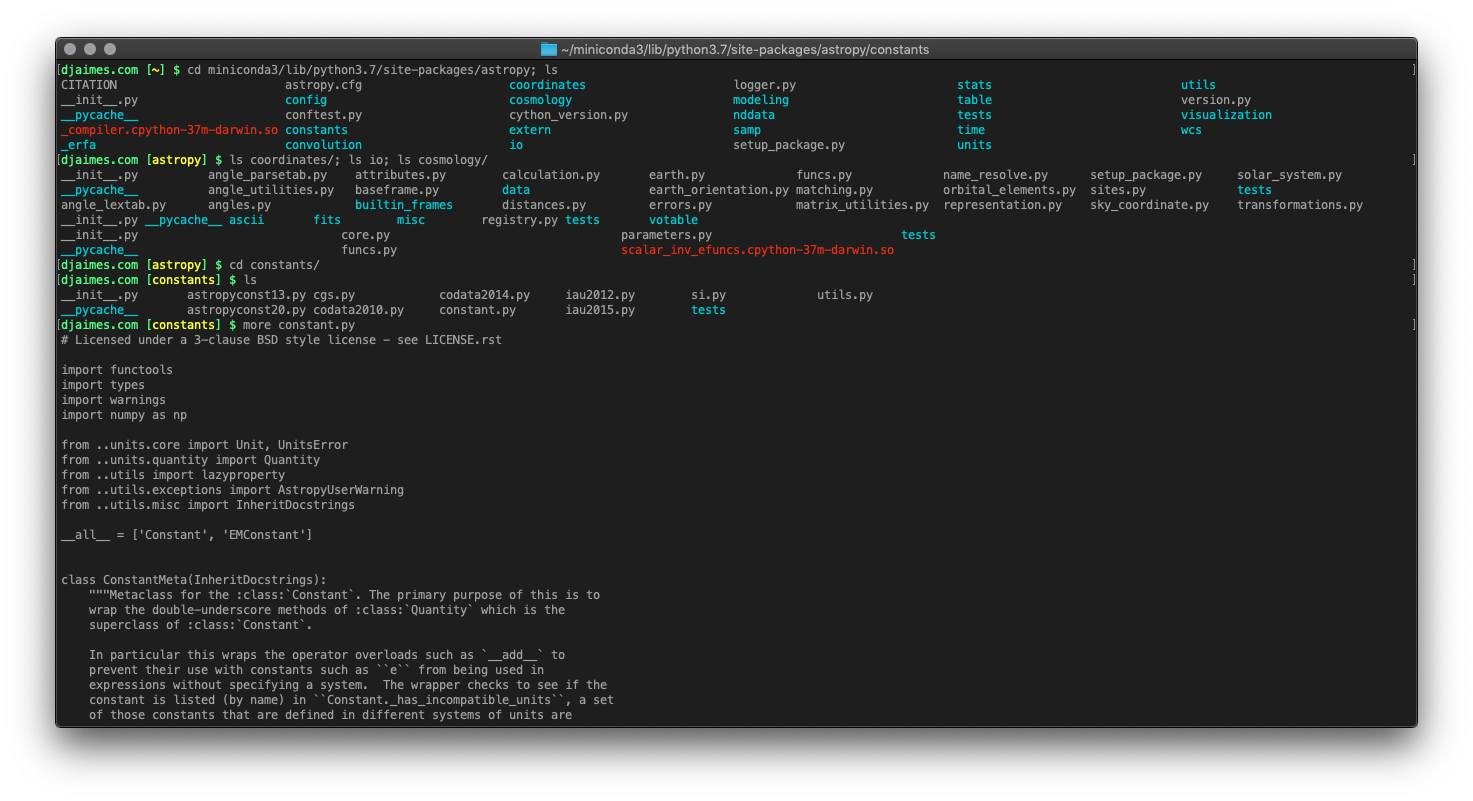 ~/miniconda3/lib/python3.7/site-packages/astropy/constants
[djaimes.com [~] $ cd miniconda3/lib/python3.7/site-packages/astropy; ls ]
CITATION astropy.cfg coordinates logger.py stats utils
__init__.py config cosmology modeling table version.py
__pycache__ conftest.py cython_version.py nddata tests visualization
_compiler.cpython-37m-darwin.so constants extern samp time wcs
_erfa convolution io setup_package.py units
[djaimes.com [astropy] $ ls coordinates/; ls io; ls cosmology/ ]
__init__.py angle_parsetab.py attributes.py calculation.py earth.py funcs.py name_resolve.py setup_package.py solar_system.py
__pycache__ angle_utilities.py baseframe.py data earth_orientation.py matching.py orbital_elements.py sites.py tests
angle_lextab.py angles.py builtin_frames distances.py errors.py matrix_utilities.py representation.py sky_coordinate.py transformations.py
__init__.py __pycache__ ascii fits misc registry.py tests votable
__init__.py core.py parameters.py tests
__pycache__ funcs.py scalar_inv_efuncs.cpython-37m-darwin.so
[djaimes.com [astropy] $ cd constants/ ]
[djaimes.com [constants] $ ls ]
__init__.py astropyconst13.py cgs.py codata2014.py iau2012.py si.py utils.py
__pycache__ astropyconst20.py codata2010.py constant.py iau2015.py tests
[djaimes.com [constants] $ more constant.py ]
# Licensed under a 3-clause BSD style license - see LICENSE.rst
import functools
import types
import warnings
import numpy as np
from ..units.core import Unit, UnitsError
from ..units.quantity import Quantity
from ..utils import lazyproperty
from ..utils.exceptions import AstropyUserWarning
from ..utils.misc import InheritDocstrings
__all__ = ['Constant', 'EMConstant']
class ConstantMeta(InheritDocstrings):
"""Metaclass for the :class:`Constant`. The primary purpose of this is to
wrap the double-underscore methods of :class:`Quantity` which is the
superclass of :class:`Constant`.
In particular this wraps the operator overloads such as `__add__` to
prevent their use with constants such as ``e`` from being used in
expressions without specifying a system.  The wrapper checks to see if the
constant is listed (by name) in ``Constant._has_incompatible_units``, a set
of those constants that are defined in different systems of units are